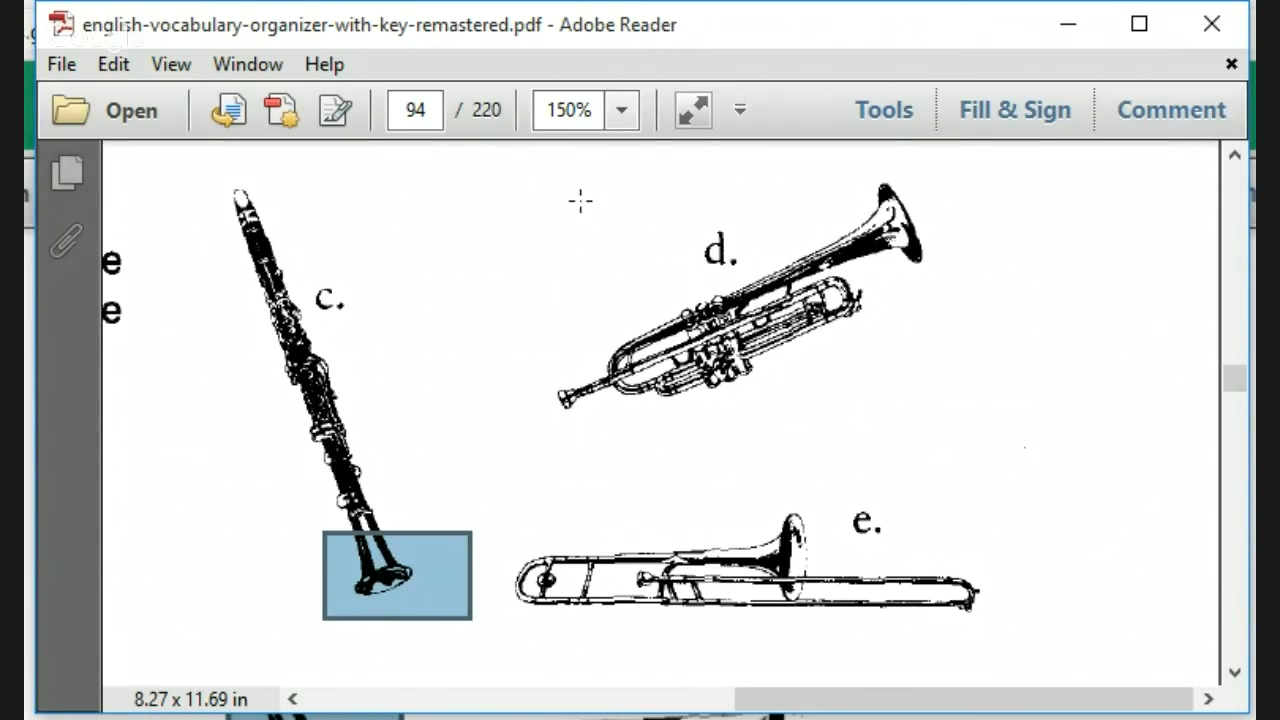 english-vocabulary-organizer-with-key-remastered.pdf - Adobe Reader
File Edit View Window Help
Open 94 / 220 150% Tools Fill & Sign Comment
d.
e
c.
e
e.
8.27 x 11.69 in